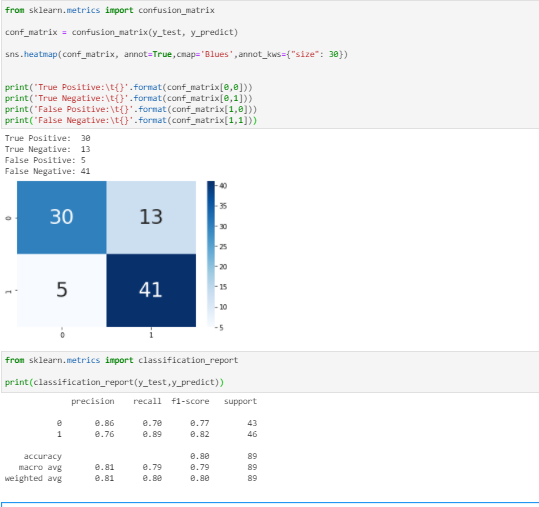 from sklearn.metrics import confusion_matrix
conf_matrix = confusion_matrix(y_test, y_predict)
sns.heatmap(conf_matrix, annot=True,cmap='Blues',annot_kws={"size": 30})
print('True Positive:\t{}'.format(conf_matrix[0,0]))
print('True Negative:\t{}'.format(conf_matrix[0,1]))
print('False Positive:\t{}'.format(conf_matrix[1,0]))
print('False Negative:\t{}'.format(conf_matrix[1,1]))
True Positive: 30
True Negative: 13
False Positive: 5
False Negative: 41
40
35
30
25
20
15
10
5
0
30 13
1
5 41
0 1
from sklearn.metrics import classification_report
print(classification_report(y_test,y_predict))
precision recall f1-score support
0 0.86 0.70 0.77 43
1 0.76 0.89 0.82 46
accuracy 0.80 89
macro avg 0.81 0.79 0.79 89
weighted avg 0.81 0.80 0.80 89